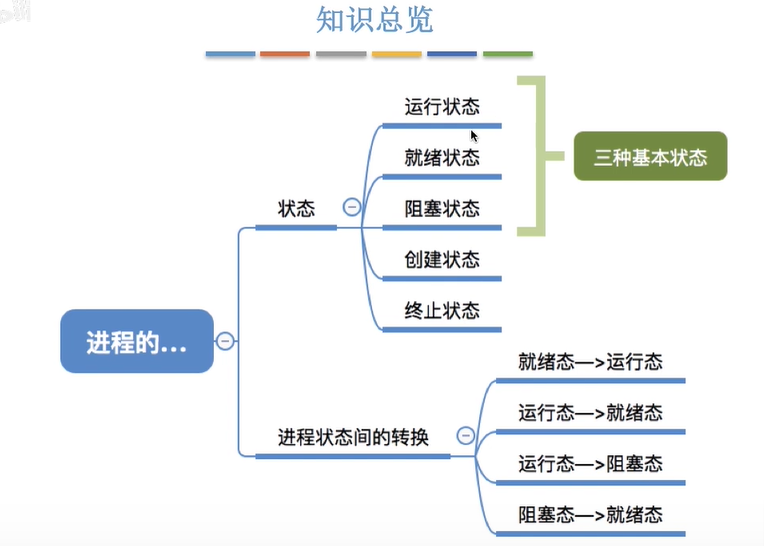 知识总览
运行状态
就绪状态
三种基本状态
状态
阻塞状态
创建状态
终止状态
进程的...
就绪态—>运行态
运行态—>就绪态
进程状态间的转换
运行态—>阻塞态
阻塞态—>就绪态